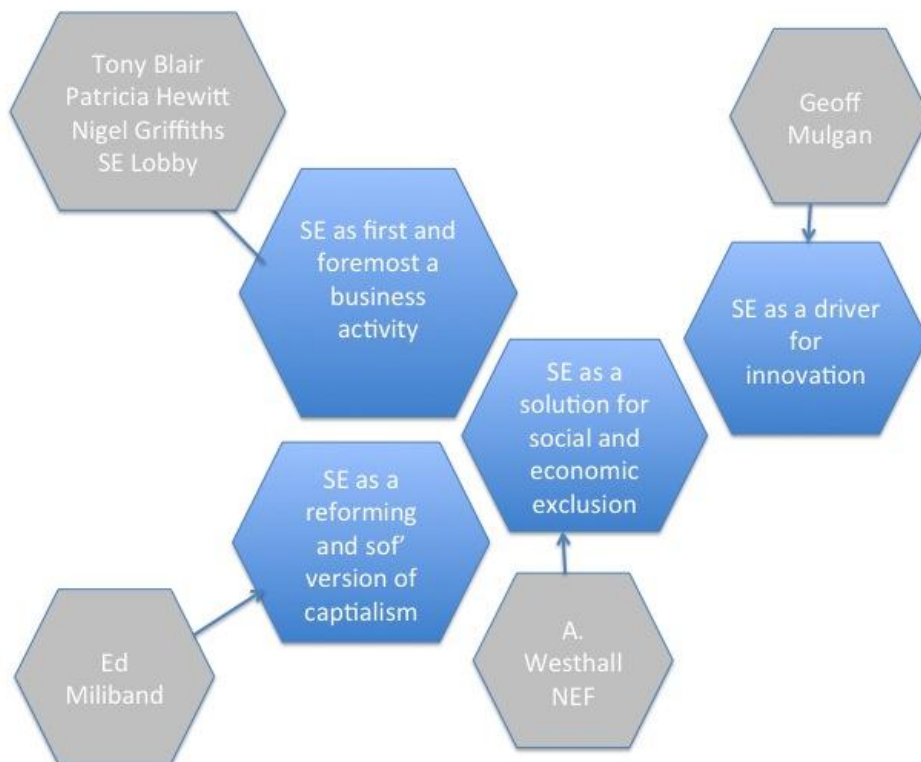 Tony Blair
Patricia Hewitt
Nigel Griffiths
SE Lobby
Geoff
Mulgan
SE as first and
foremost a
business
activity
SE as a driver
for
innovation
SE as a
solution for
social and
economic
exclusion
SE as a
reforming
and sof’
version of
captialism
Ed
Miliband
A.
Westhall
NEF